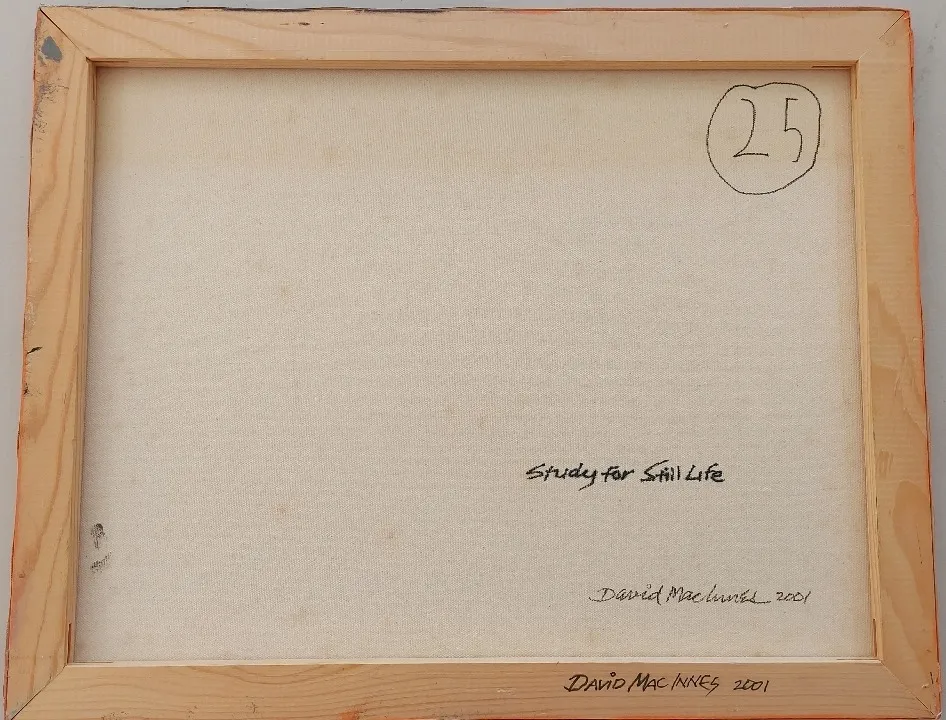 25
Study for Still Life
David MacInnes 2001
DAVID MAC INNES 2001